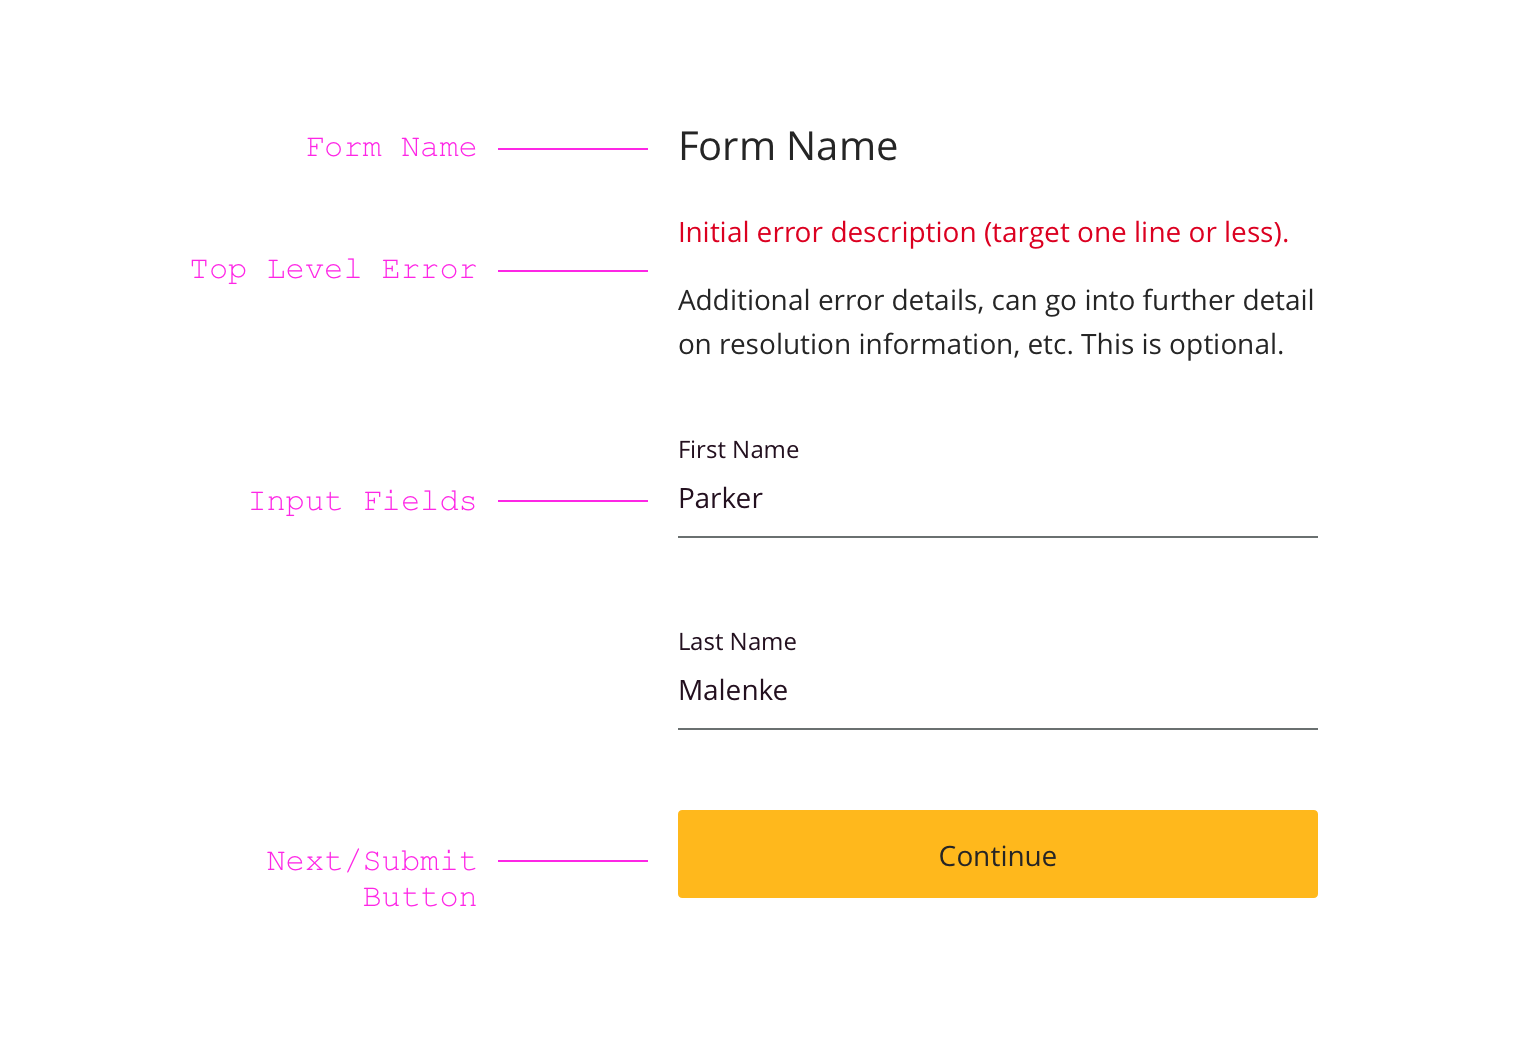 Form Name
Form Name
Initial error description (target one line or less).
Top Level Error
Additional error details, can go into further detail
on resolution information, etc. This is optional.
First Name
Input Fields
Parker
Last Name
Malenke
Next/Submit
Button
Continue